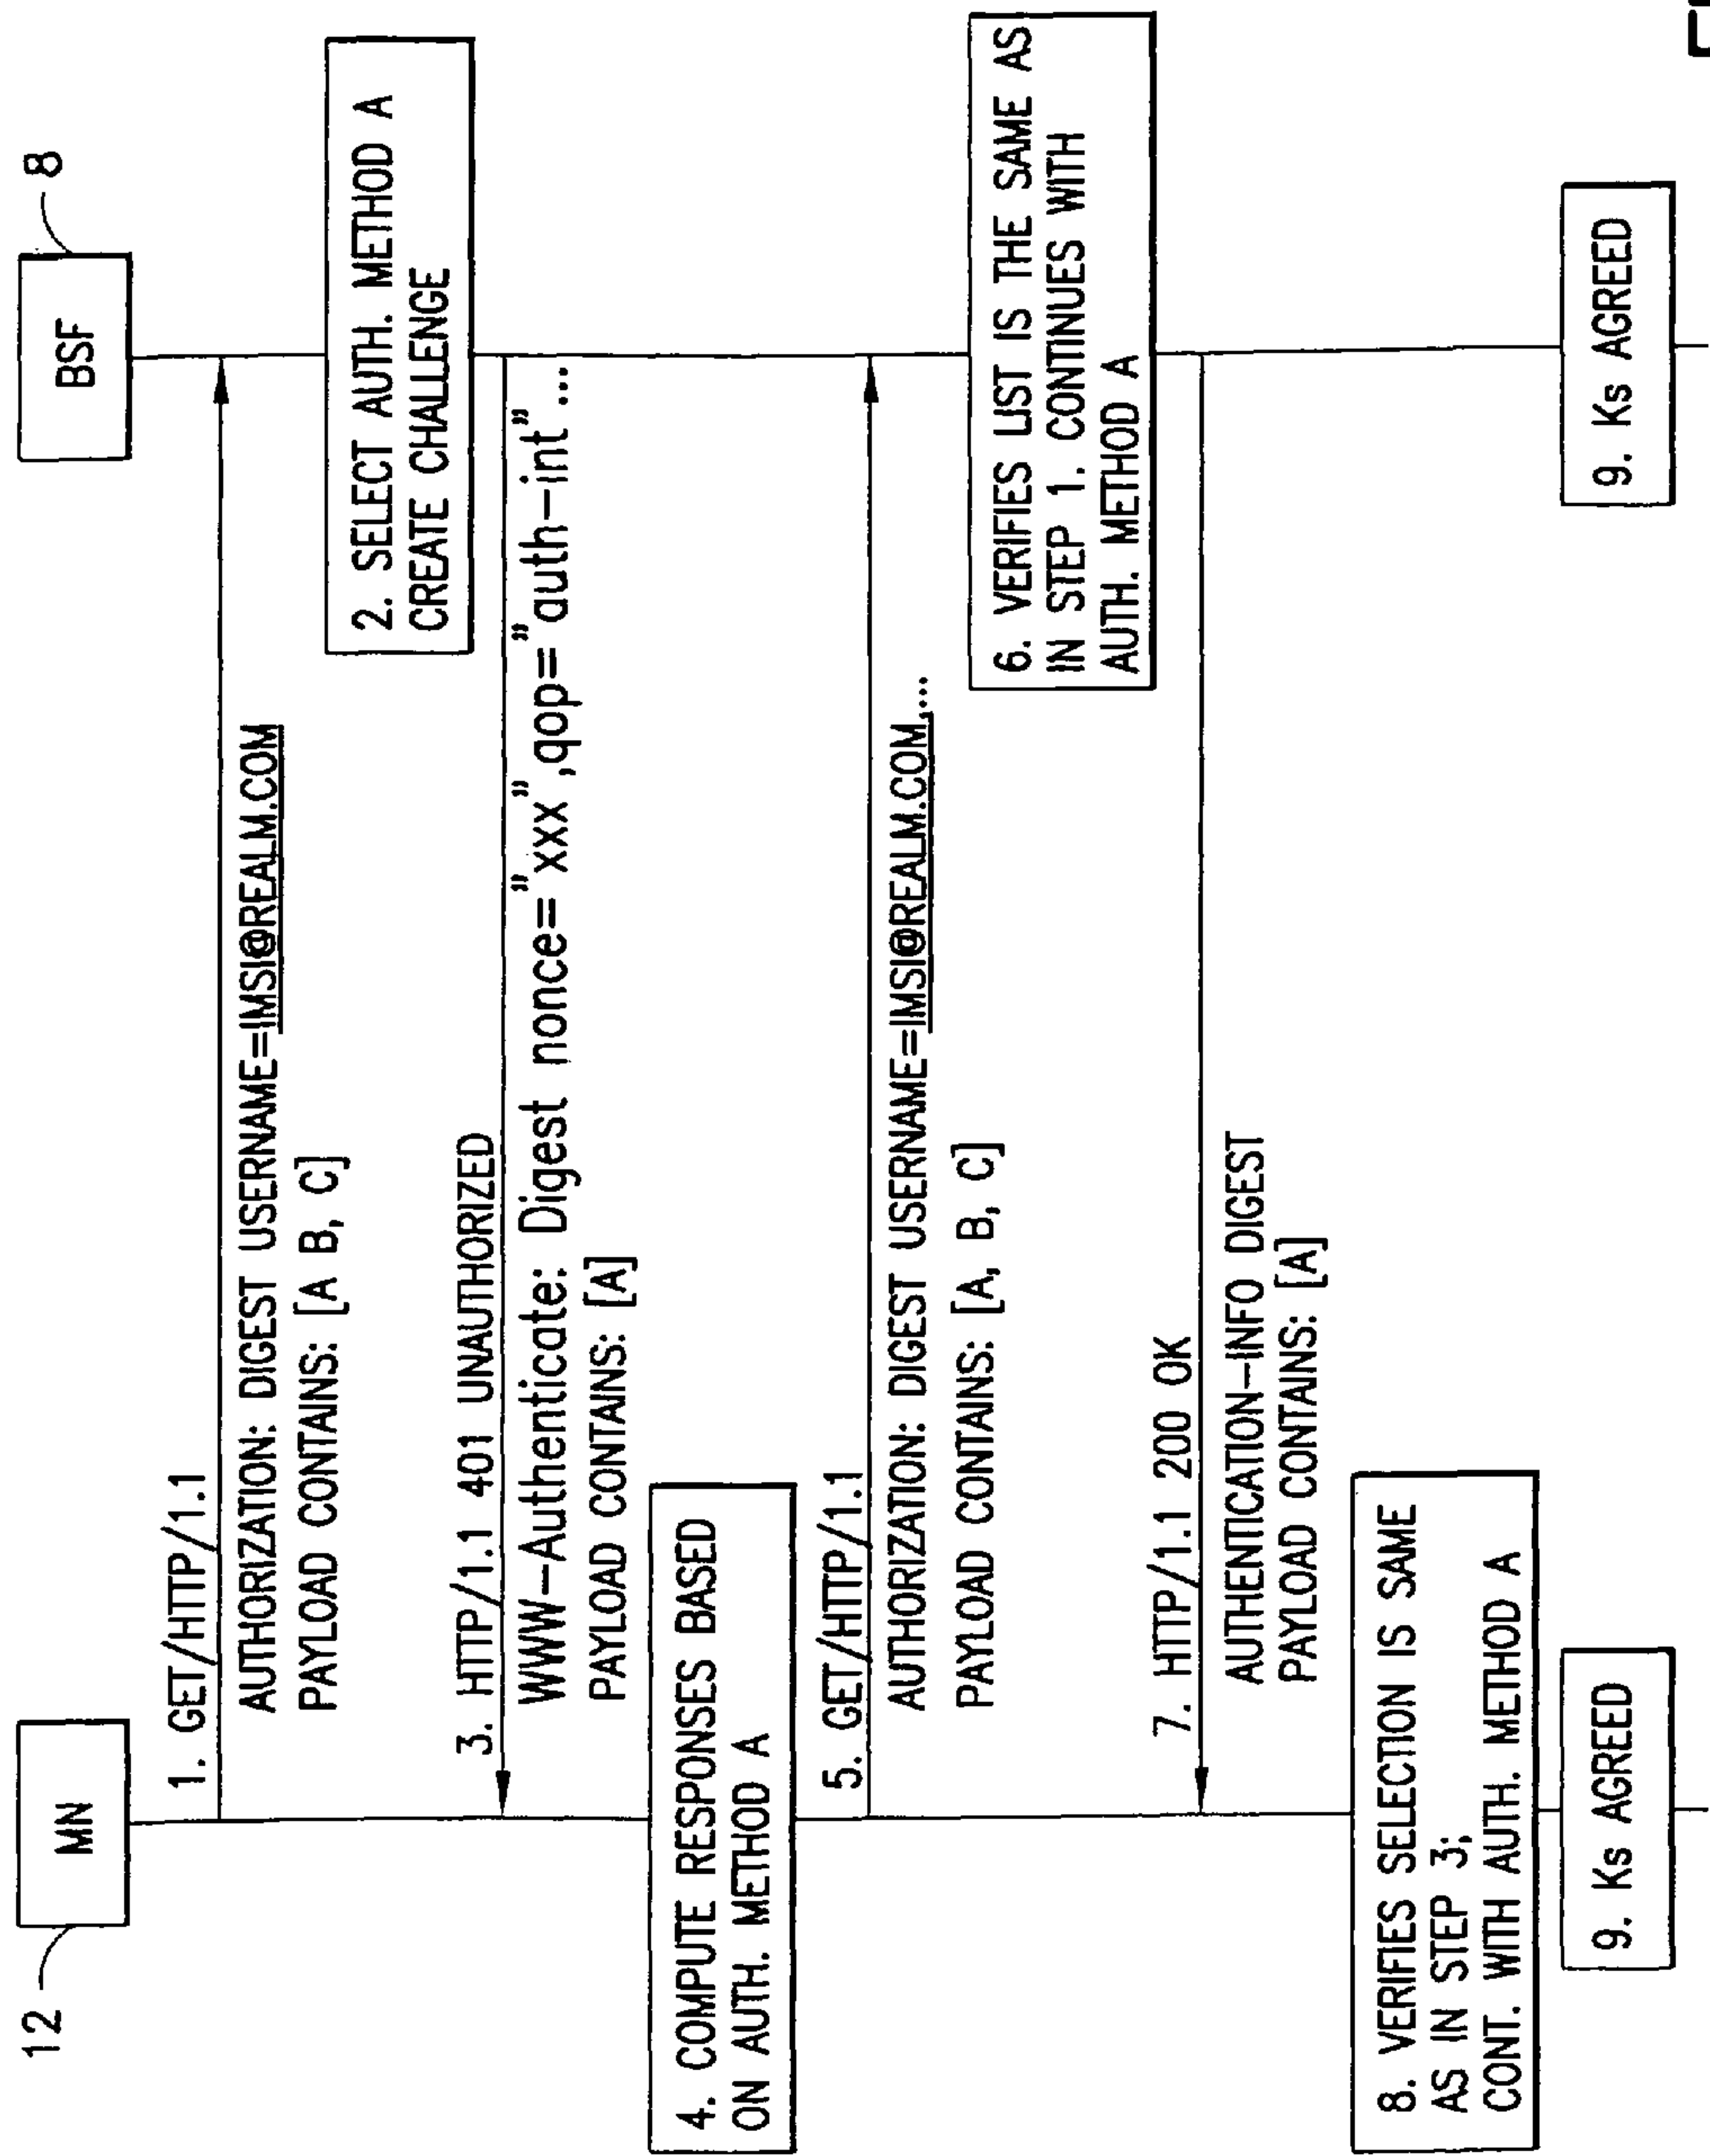 12
MN
BSF
8
1. GET/HTTP/1.1
AUTHORIZATION: DIGEST USERNAME=IMSI@REALM.COM
PAYLOAD CONTAINS: [A B, C]
2. SELECT AUTH. METHOD A
CREATE CHALLENGE
3. HTTP/1.1 401 UNAUTHORIZED
WWW-Authenticate: Digest nonce="xxx",qop="auth-int"...
PAYLOAD CONTAINS: [A]
4. COMPUTE RESPONSES BASED
ON AUTH. METHOD A
5. GET/HTTP/1.1
AUTHORIZATION: DIGEST USERNAME=IMSI@REALM.COM,...
PAYLOAD CONTAINS: [A, B, C]
6. VERIFIES LIST IS THE SAME AS
IN STEP 1. CONTINUES WITH
AUTH. METHOD A
7. HTTP/1.1 200 OK
AUTHENTICATION-INFO DIGEST
PAYLOAD CONTAINS: [A]
8. VERIFIES SELECTION IS SAME
AS IN STEP 3;
CONT. WITH AUTH. METHOD A
9. Ks AGREED
9. Ks AGREED